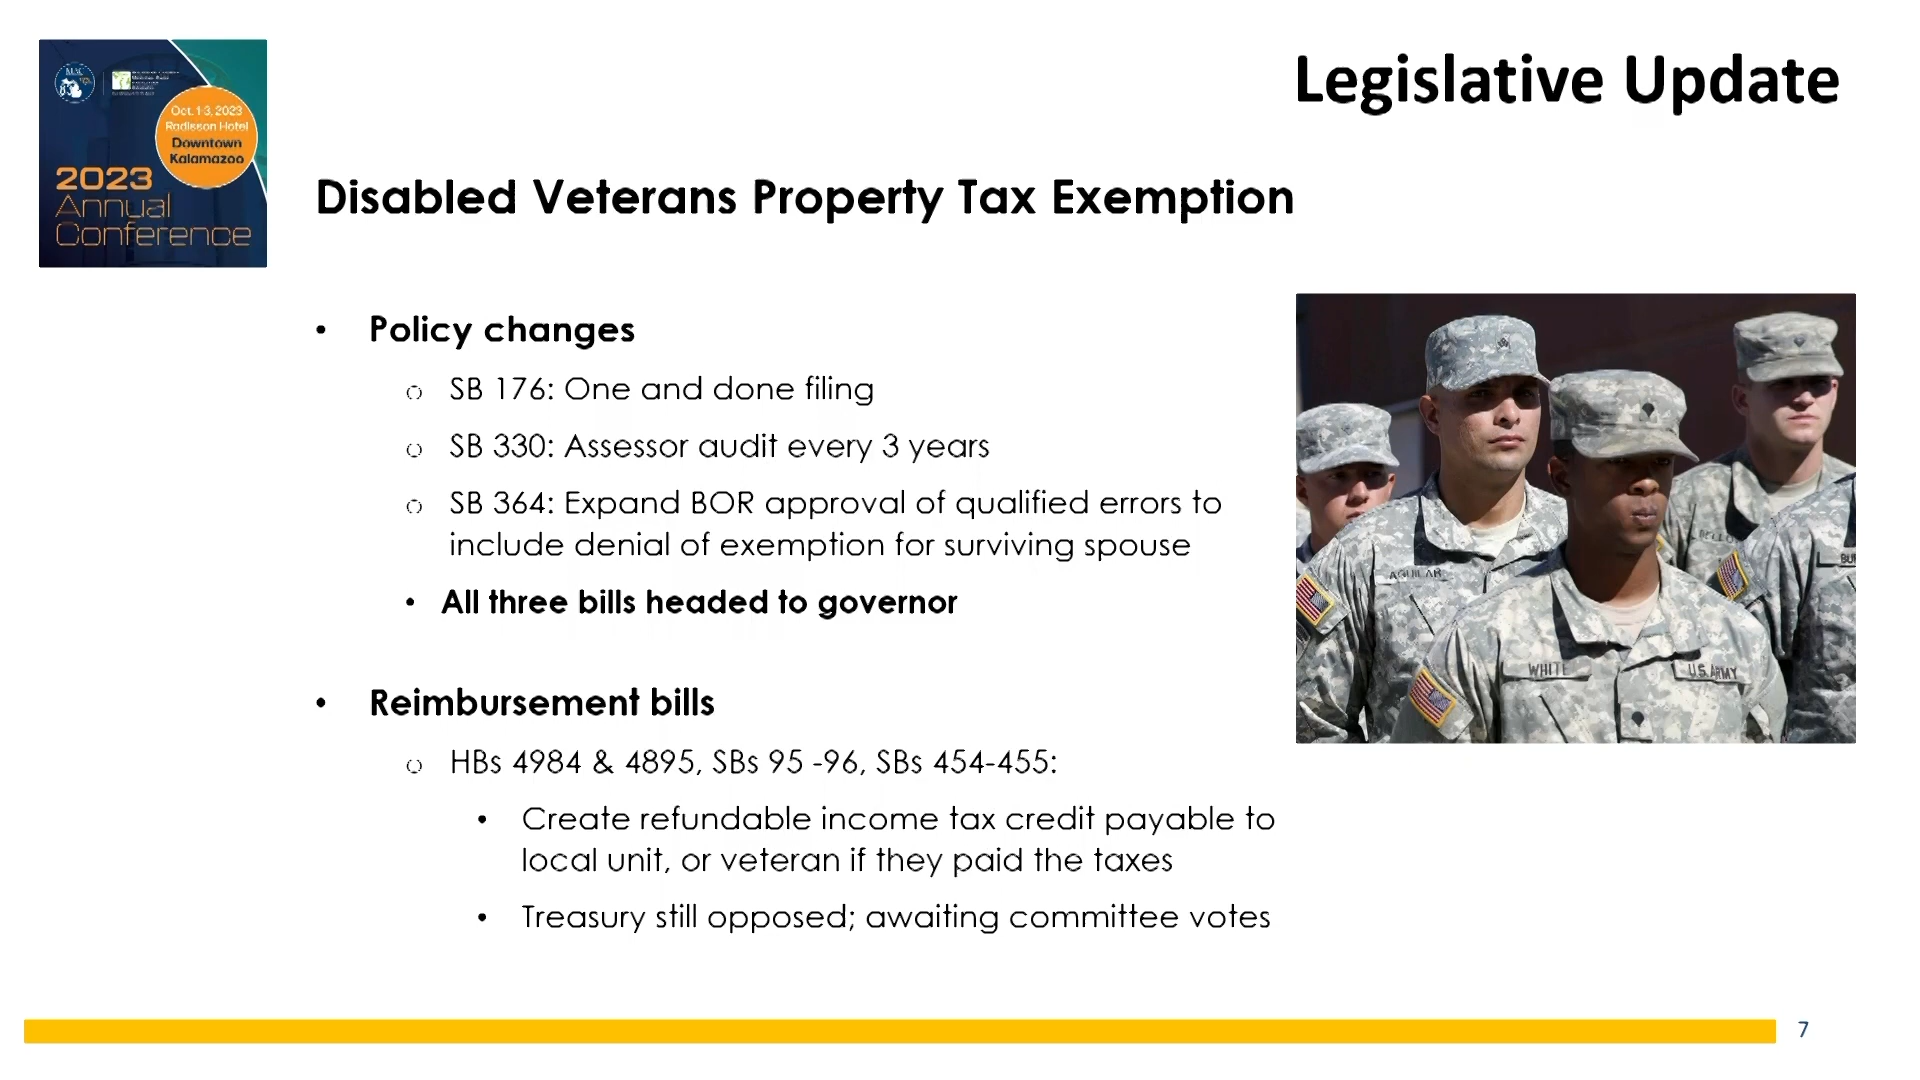 MAC
Oct. 1-3, 2023
Radisson Hotel
Downtown
Kalamazoo
2023
Annual
Conference
Legislative Update
Disabled Veterans Property Tax Exemption
• Policy changes
o SB 176: One and done filing
o SB 330: Assessor audit every 3 years
o SB 364: Expand BOR approval of qualified errors to
include denial of exemption for surviving spouse
• All three bills headed to governor
• Reimbursement bills
o HBs 4984 & 4895, SBs 95 -96, SBs 454-455:
• Create refundable income tax credit payable to
local unit, or veteran if they paid the taxes
• Treasury still opposed; awaiting committee votes
AGUILAR
WHITE
U.S. ARMY
7